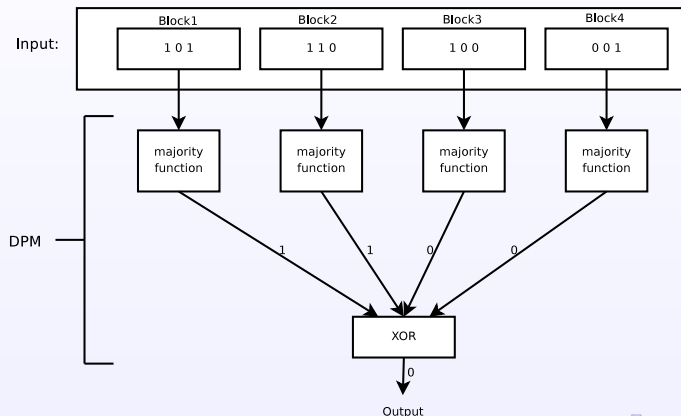 Block1 Block2 Block3 Block4
Input: 1 0 1 1 1 0 1 0 0 0 0 1
majority majority majority majority
function function function function
DPM
1 1 0 0
XOR
0
Output